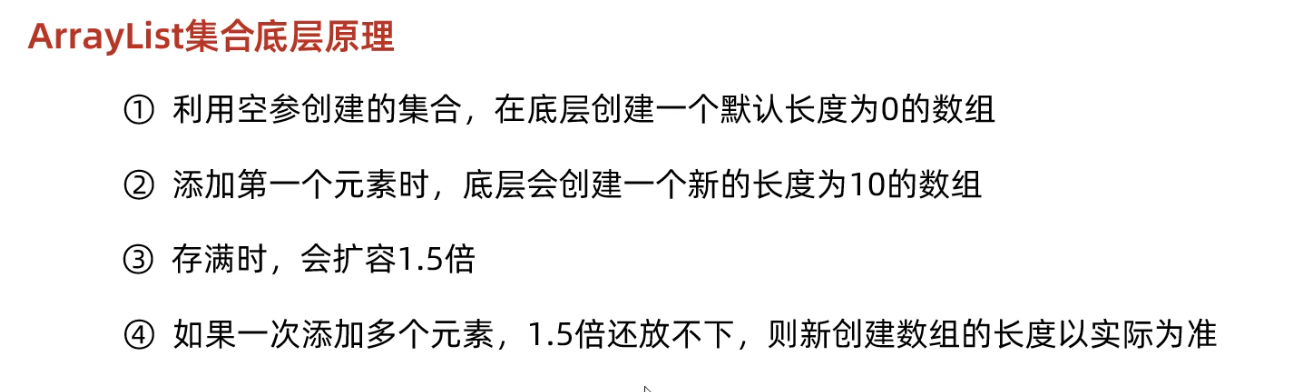 ArrayList集合底层原理
① 利用空参创建的集合，在底层创建一个默认长度为0的数组
② 添加第一个元素时，底层会创建一个新的长度为10的数组
③ 存满时，会扩容1.5倍
④ 如果一次添加多个元素，1.5倍还放不下，则新创建数组的长度以实际为准